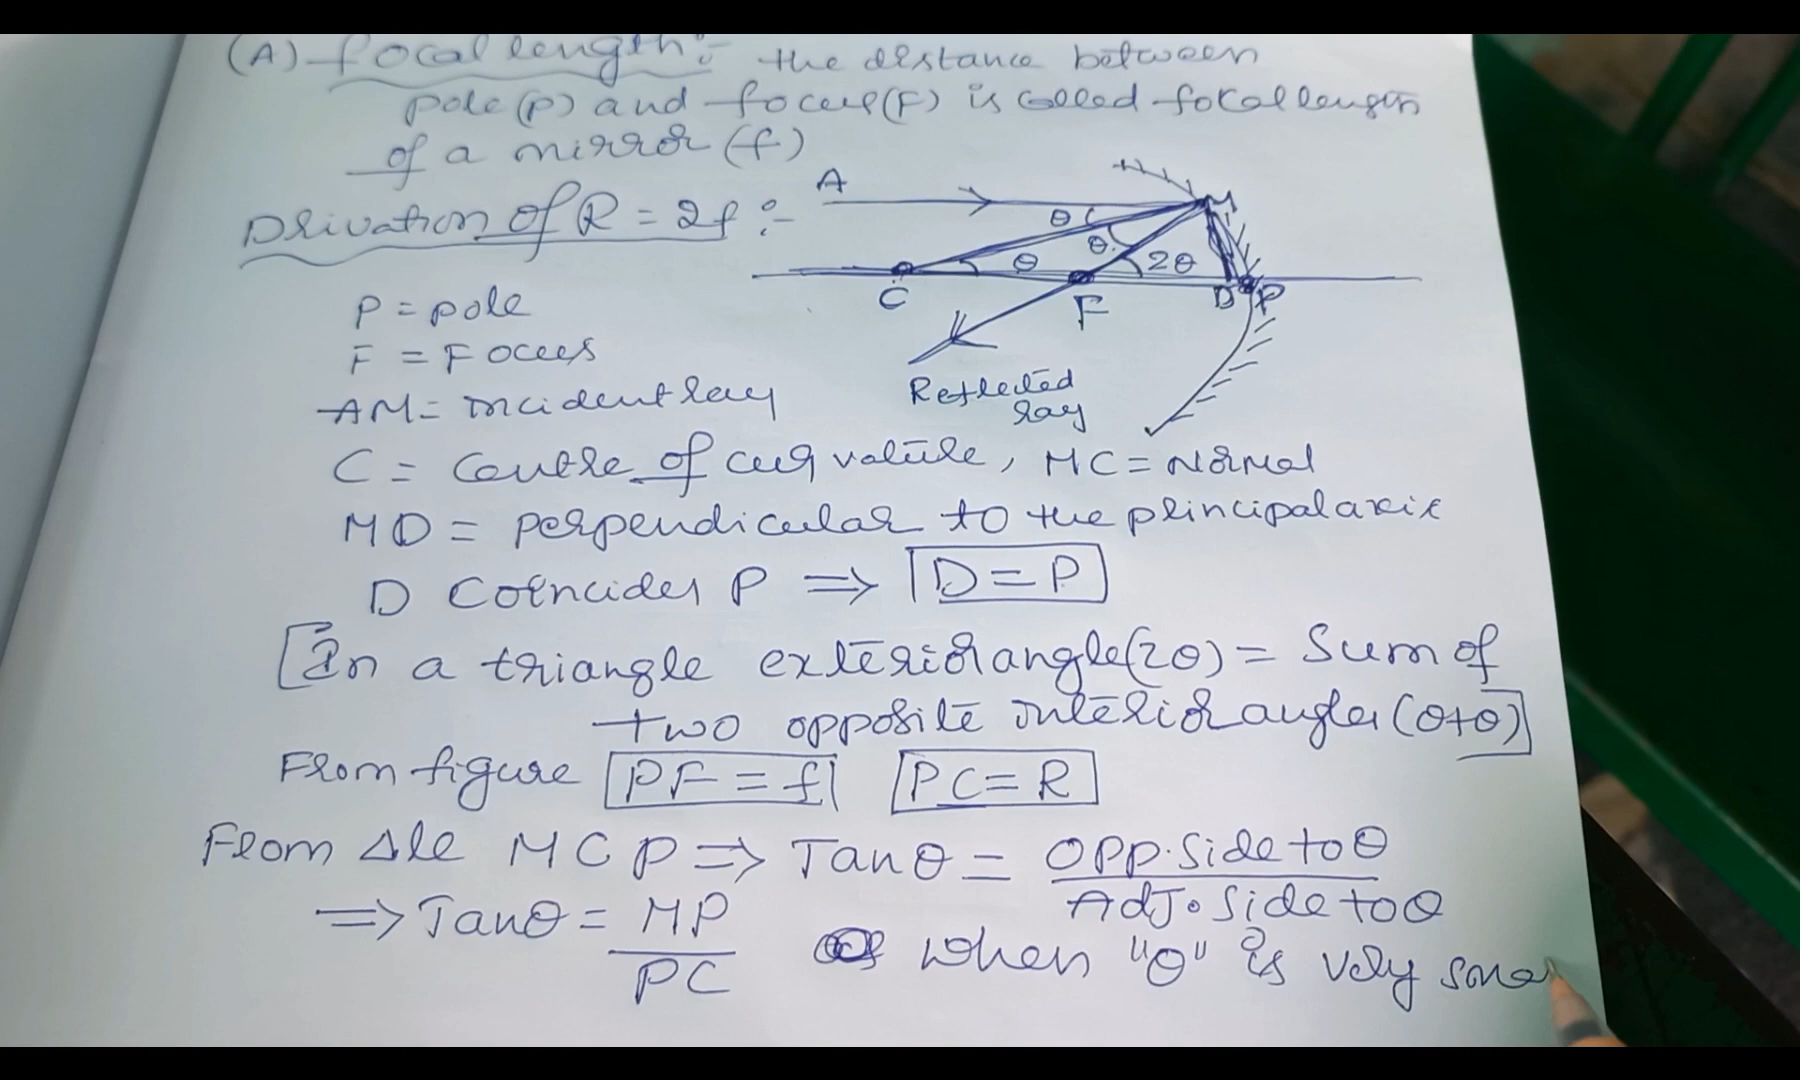 (A) focal length:- the distance between
pole (p) and focus (F) is called focal length
of a mirror (f)
Drivation of R = 2f :-
A
M
θ
θ
θ
2θ
C
F
D P
Reflected
ray
P = pole
F = Focus
AM = incident ray
C = Centre of curvature, MC = Normal
MD = perpendicular to the principal axis
D Coincides P ⇒ D = P
[In a triangle exterior angle (2θ) = Sum of
two opposite interior angles (θ+θ)]
From figure PF = f PC = R
From Δle MCP ⇒ Tanθ = Opp. side to θ
Adj. side to θ
⇒ Tanθ = MP
PC
when "θ" is very